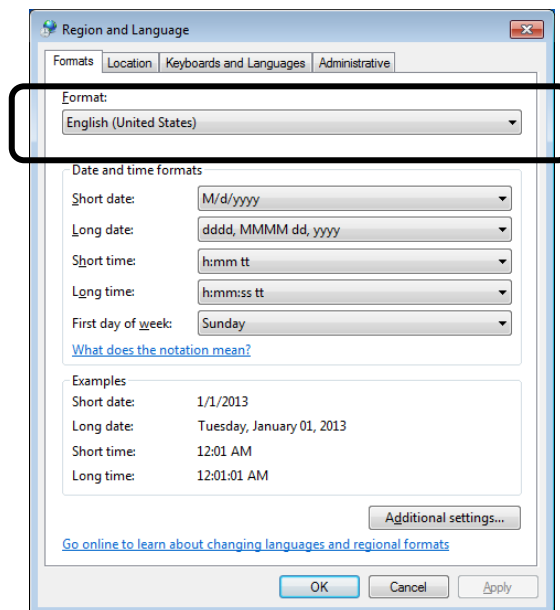 Region and Language
Formats Location Keyboards and Languages Administrative
Format:
English (United States)
Date and time formats
Short date: M/d/yyyy
Long date: dddd, MMMM dd, yyyy
Short time: h:mm tt
Long time: h:mm:ss tt
First day of week: Sunday
What does the notation mean?
Examples
Short date: 1/1/2013
Long date: Tuesday, January 01, 2013
Short time: 12:01 AM
Long time: 12:01:01 AM
Additional settings...
Go online to learn about changing languages and regional formats
OK Cancel Apply